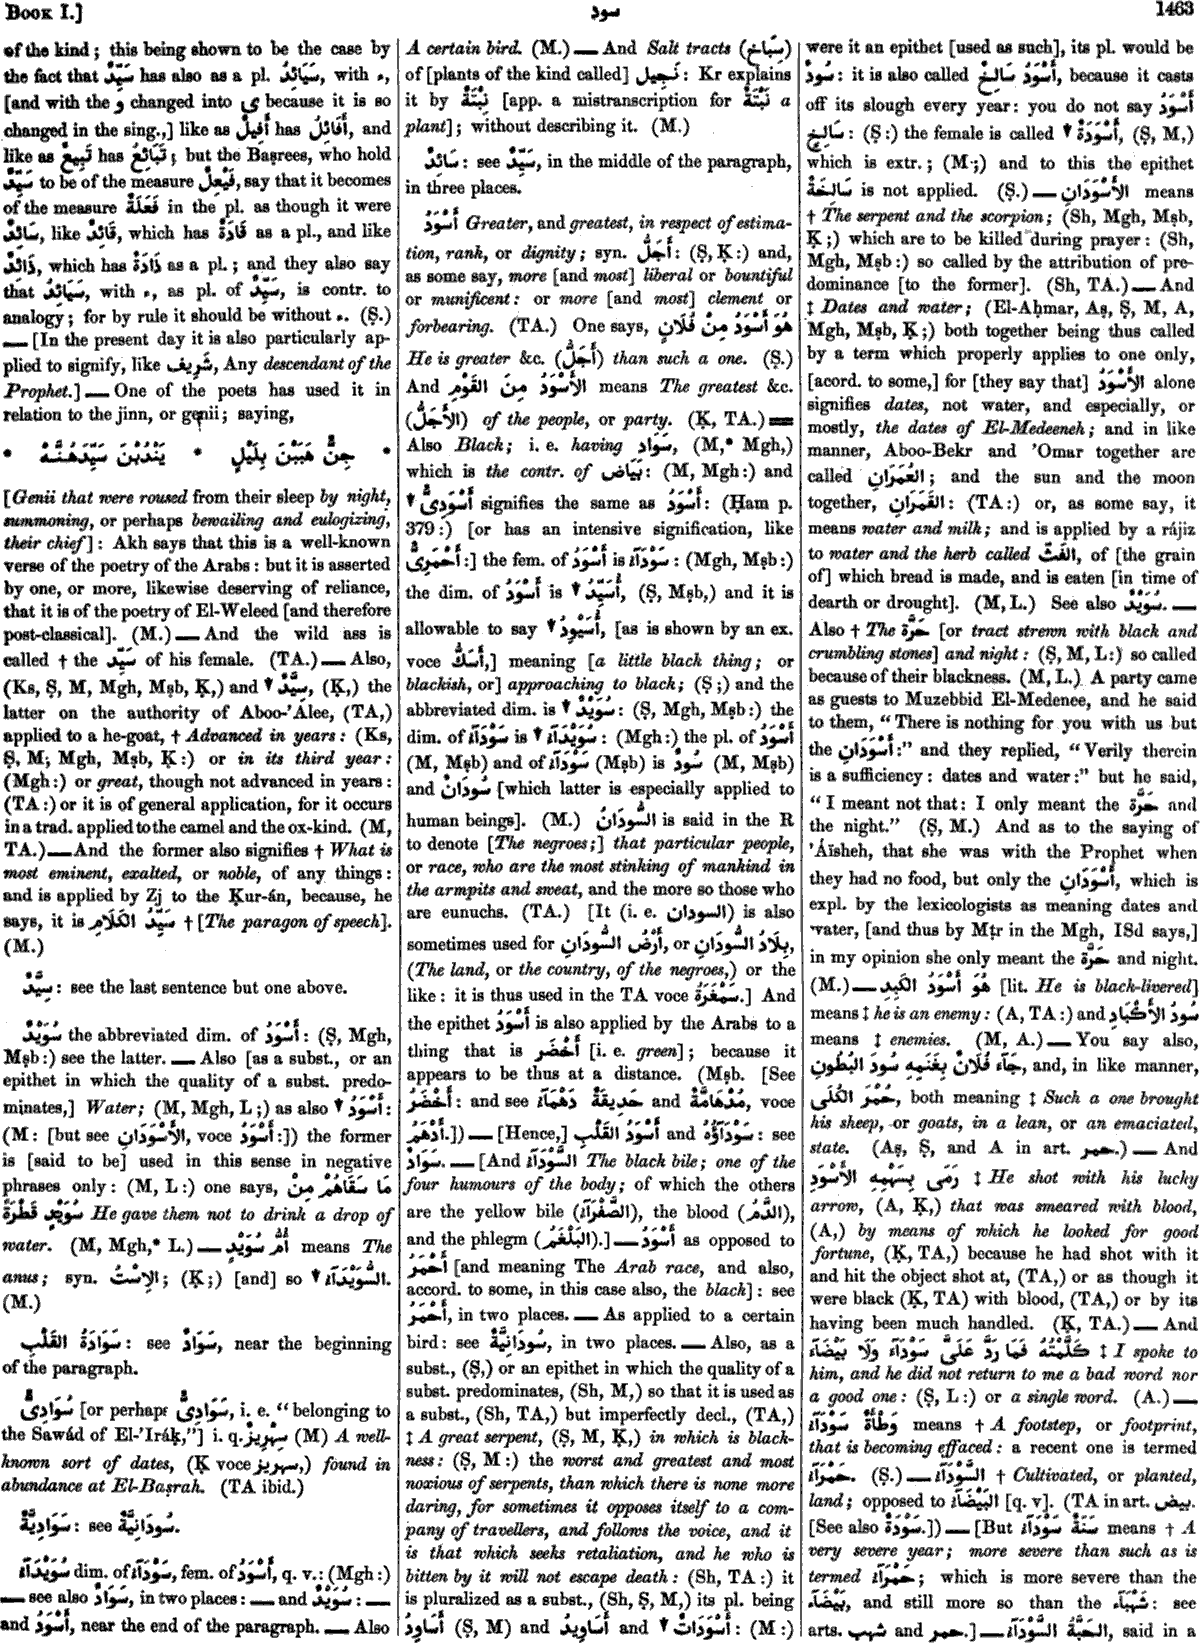 BOOK I.]
سود
1463
of the kind; this being shown to be the case by
the fact that سَيِّدٌ has also as a pl. سَيَائِدُ, with ء,
[and with the و changed into ى because it is so
changed in the sing.,] like as أَفِيلٌ has أَفَائِلُ, and
like as تَبِيعٌ has تَبَائِعُ; but the Baṣrees, who hold
سَيِّدٌ to be of the measure فَيْعِلٌ, say that it becomes
of the measure فَعَلَةٌ in the pl. as though it were
سَائِدٌ, like قَائِدٌ, which has قَادَةٌ as a pl., and like
ذَائِدٌ, which has ذَادَةٌ as a pl.; and they also say
that سَيَائِدُ, with ء, as pl. of سَيِّدٌ, is contr. to
analogy; for by rule it should be without ء. (Ṣ.)
— [In the present day it is also particularly ap-
plied to signify, like شَرِيف, Any descendant of the
Prophet.] — One of the poets has used it in
relation to the jinn, or genii; saying,
* جِنٌّ هَبَبْنَ بِلَيْلٍ * يَنْدُبْنَ سَيِّدَهُنَّهْ *
[Genii that were roused from their sleep by night,
summoning, or perhaps bewailing and eulogizing,
their chief]: Akh says that this is a well-known
verse of the poetry of the Arabs: but it is asserted
by one, or more, likewise deserving of reliance,
that it is of the poetry of El-Weleed [and therefore
post-classical]. (M.) — And the wild ass is
called † the سَيِّد of his female. (TA.) — Also,
(Ks, Ṣ, M, Mgh, Mṣb, Ḳ,) and ▼ سِيَّدٌ, (Ḳ,) the
latter on the authority of Aboo-'Alee, (TA,)
applied to a he-goat, † Advanced in years: (Ks,
Ṣ, M, Mgh, Mṣb, Ḳ:) or in its third year:
(Mgh:) or great, though not advanced in years:
(TA:) or it is of general application, for it occurs
in a trad. applied to the camel and the ox-kind. (M,
TA.) — And the former also signifies † What is
most eminent, exalted, or noble, of any things:
and is applied by Zj to the Ḳur-án, because, he
says, it is سَيِّدُ الكَلَامِ † [The paragon of speech].
(M.)
سِيَّدٌ: see the last sentence but one above.
سُوَيْدٌ the abbreviated dim. of أَسْوَدُ: (Ṣ, Mgh,
Mṣb:) see the latter. — Also [as a subst., or an
epithet in which the quality of a subst. predo-
minates,] Water; (M, Mgh, L;) as also ▼ أَسْوَدُ:
(M: [but see الأَسْوَدَانِ, voce أَسْوَدُ:]) the former
is [said to be] used in this sense in negative
phrases only: (M, L:) one says, مَا سَقَاهُمْ مِنْ
سُوَيْدٍ قَطْرَةً He gave them not to drink a drop of
water. (M, Mgh,* L.) — أُمُّ سُوَيْدٍ means The
anus; syn. الاِسْتُ; (Ḳ;) [and] so ▼ السُّوَيْدَآءُ.
(M.)
سَوَادَةُ القَلْبِ: see سَوَادٌ, near the beginning
of the paragraph.
سُوَادِىٌّ [or perhaps سَوَادِىٌّ, i. e. "belonging to
the Sawád of El-'Iráḳ,"] i. q. سِهْرِيزٌ (M) A well-
known sort of dates, (Ḳ voce سهريز,) found in
abundance at El-Baṣrah. (TA ibid.)
سَوَادِيَّةٌ: see سُودَانِيَّةٌ.
سُوَيْدَآءُ dim. of سَوْدَآءُ, fem. of أَسْوَدُ, q. v.: (Mgh:)
— see also سَوَادٌ, in two places: — and سُوَيْدٌ: —
and أَسْوَدُ, near the end of the paragraph. — Also
A certain bird. (M.) — And Salt tracts (سِبَاخ)
of [plants of the kind called] نَجِيل: Kr explains
it by نِبْتَةٌ [app. a mistranscription for نَبْتَةٌ a
plant]; without describing it. (M.)
سَائِدٌ: see سَيِّدٌ, in the middle of the paragraph,
in three places.
أَسْوَدُ Greater, and greatest, in respect of estima-
tion, rank, or dignity; syn. أَجَلُّ: (Ṣ, Ḳ:) and,
as some say, more [and most] liberal or bountiful
or munificent: or more [and most] clement or
forbearing. (TA.) One says, هُوَ أَسْوَدُ مِنْ فُلَانٍ
He is greater &c. (أَجَلُّ) than such a one. (Ṣ.)
And الأَسْوَدُ مِنَ القَوْمِ means The greatest &c.
(الأَجَلُّ) of the people, or party. (Ḳ, TA.) ==
Also Black; i. e. having سَوَاد, (M,* Mgh,)
which is the contr. of بَيَاض: (M, Mgh:) and
▼ أَسْوَدِىٌّ signifies the same as أَسْوَدُ: (Ḥam p.
379:) [or has an intensive signification, like
أَحْمَرِىٌّ:] the fem. of أَسْوَدُ is سَوْدَآءُ: (Mgh, Mṣb:)
the dim. of أَسْوَدُ is ▼ أُسَيِّدُ, (Ṣ, Mṣb,) and it is
allowable to say ▼ أُسَيْوِدُ, [as is shown by an ex.
voce أَسَكُّ,] meaning [a little black thing; or
blackish, or] approaching to black; (Ṣ;) and the
abbreviated dim. is ▼ سُوَيْدٌ: (Ṣ, Mgh, Mṣb:) the
dim. of سَوْدَآءُ is ▼ سُوَيْدَآءُ: (Mgh:) the pl. of أَسْوَدُ
(M, Mṣb) and of سَوْدَآءُ (Mṣb) is سُودٌ (M, Mṣb)
and سُودَانٌ [which latter is especially applied to
human beings]. (M.) السُّودَانُ is said in the R
to denote [The negroes;] that particular people,
or race, who are the most stinking of mankind in
the armpits and sweat, and the more so those who
are eunuchs. (TA.) [It (i. e. السودان) is also
sometimes used for أَرْضُ السُّودَانِ, or بِلَادُ السُّودَانِ,
(The land, or the country, of the negroes,) or the
like: it is thus used in the TA voce سَمْغَرَةُ.] And
the epithet أَسْوَدُ is also applied by the Arabs to a
thing that is أَخْضَر [i. e. green]; because it
appears to be thus at a distance. (Mṣb. [See
أَخْضَرُ: and see حَدِيقَةٌ دَهْمَآءُ and مُدْهَامَّةٌ, voce
أَدْهَمُ.]) — [Hence,] أَسْوَدُ القَلْبِ and سَوْدَآؤُهُ: see
سَوَادٌ. — [And السَّوْدَآءُ The black bile; one of the
four humours of the body; of which the others
are the yellow bile (الصَّفْرَآءُ), the blood (الدَّمُ),
and the phlegm (البَلْغَمُ).] — أَسْوَدُ as opposed to
أَحْمَرُ [and meaning The Arab race, and also,
accord. to some, in this case also, the black]: see
أَحْمَرُ, in two places. — As applied to a certain
bird: see سُودَانِيَّةٌ, in two places. — Also, as a
subst., (Ṣ,) or an epithet in which the quality of a
subst. predominates, (Sh, M,) so that it is used as
a subst., (Sh, TA,) but imperfectly decl., (TA,)
‡ A great serpent, (Ṣ, M, Ḳ,) in which is black-
ness: (Ṣ, M:) the worst and greatest and most
noxious of serpents, than which there is none more
daring, for sometimes it opposes itself to a com-
pany of travellers, and follows the voice, and it
is that which seeks retaliation, and he who is
bitten by it will not escape death: (Sh, TA:) it
is pluralized as a subst., (Sh, Ṣ, M,) its pl. being
أَسَاوِدُ (Ṣ, M) and أَسَاوِيدُ and ▼ أَسْوَدَاتٌ: (M:)
were it an epithet [used as such], its pl. would be
سُودٌ: it is also called أَسْوَدُ سَالِخٌ, because it casts
off its slough every year: you do not say أَسْوَدُ
سَالِخٍ: (Ṣ:) the female is called ▼ أَسْوَدَةٌ, (Ṣ, M,)
which is extr.; (M;) and to this the epithet
سَالِخَةٌ is not applied. (Ṣ.) — الأَسْوَدَانِ means
† The serpent and the scorpion; (Sh, Mgh, Mṣb,
Ḳ;) which are to be killed during prayer: (Sh,
Mgh, Mṣb:) so called by the attribution of pre-
dominance [to the former]. (Sh, TA.) — And
‡ Dates and water; (El-Aḥmar, Aṣ, Ṣ, M, A,
Mgh, Mṣb, Ḳ;) both together being thus called
by a term which properly applies to one only,
[acord. to some,] for [they say that] الأَسْوَدُ alone
signifies dates, not water, and especially, or
mostly, the dates of El-Medeeneh; and in like
manner, Aboo-Bekr and 'Omar together are
called العُمَرَانِ; and the sun and the moon
together, القَمَرَانِ: (TA:) or, as some say, it
means water and milk; and is applied by a rájiz
to water and the herb called الفَثُّ, of [the grain
of] which bread is made, and is eaten [in time of
dearth or drought]. (M, L.) See also سُوَيْدٌ. —
Also † The حَرَّة [or tract strewn with black and
crumbling stones] and night: (Ṣ, M, L:) so called
because of their blackness. (M, L.) A party came
as guests to Muzebbid El-Medenee, and he said
to them, "There is nothing for you with us but
the أَسْوَدَانِ:" and they replied, "Verily therein
is a sufficiency: dates and water:" but he said,
"I meant not that: I only meant the حَرَّة and
the night." (Ṣ, M.) And as to the saying of
'Áïsheh, that she was with the Prophet when
they had no food, but only the أَسْوَدَانِ, which is
expl. by the lexicologists as meaning dates and
water, [and thus by Mṭr in the Mgh, ISd says,]
in my opinion she only meant the حَرَّة and night.
(M.) — هُوَ أَسْوَدُ الكَبِدِ [lit. He is black-livered]
means ‡ he is an enemy: (A, TA:) and سُودُ الأَكْبَادِ
means ‡ enemies. (M, A.) — You say also,
جَآءَ فُلَانٌ بِغَنَمِهِ سُودَ البُطُونِ, and, in like manner,
حُمْرَ الكُلَى, both meaning ‡ Such a one brought
his sheep, or goats, in a lean, or an emaciated,
state. (Aṣ, Ṣ, and A in art. حمر.) — And
رَمَى بِسَهْمِهِ الأَسْوَدِ ‡ He shot with his lucky
arrow, (A, Ḳ,) that was smeared with blood,
(A,) by means of which he looked for good
fortune, (Ḳ, TA,) because he had shot with it
and hit the object shot at, (TA,) or as though it
were black (Ḳ, TA) with blood, (TA,) or by its
having been much handled. (Ḳ, TA.) — And
كَلَّمْتُهُ فَمَا رَدَّ عَلَىَّ سَوْدَآءَ وَلَا بَيْضَآءَ ‡ I spoke to
him, and he did not return to me a bad word nor
a good one: (Ṣ, L:) or a single word. (A.) —
وَطْأَةٌ سَوْدَآءُ means † A footstep, or footprint,
that is becoming effaced: a recent one is termed
حَمْرَآءُ. (Ṣ.) — السَّوْدَآءُ † Cultivated, or planted,
land; opposed to البَيْضَآءُ [q. v]. (TA in art. بيض.
[See also سَوْدَةٌ.]) — [But سَنَةٌ سَوْدَآءُ means † A
very severe year; more severe than such as is
termed حَمْرَآءُ; which is more severe than the
بَيْضَآءُ, and still more so than the شَهْبَآءُ: see
arts. شهب and حمر.] — الحَبَّةُ السَّوْدَآءُ, said in a